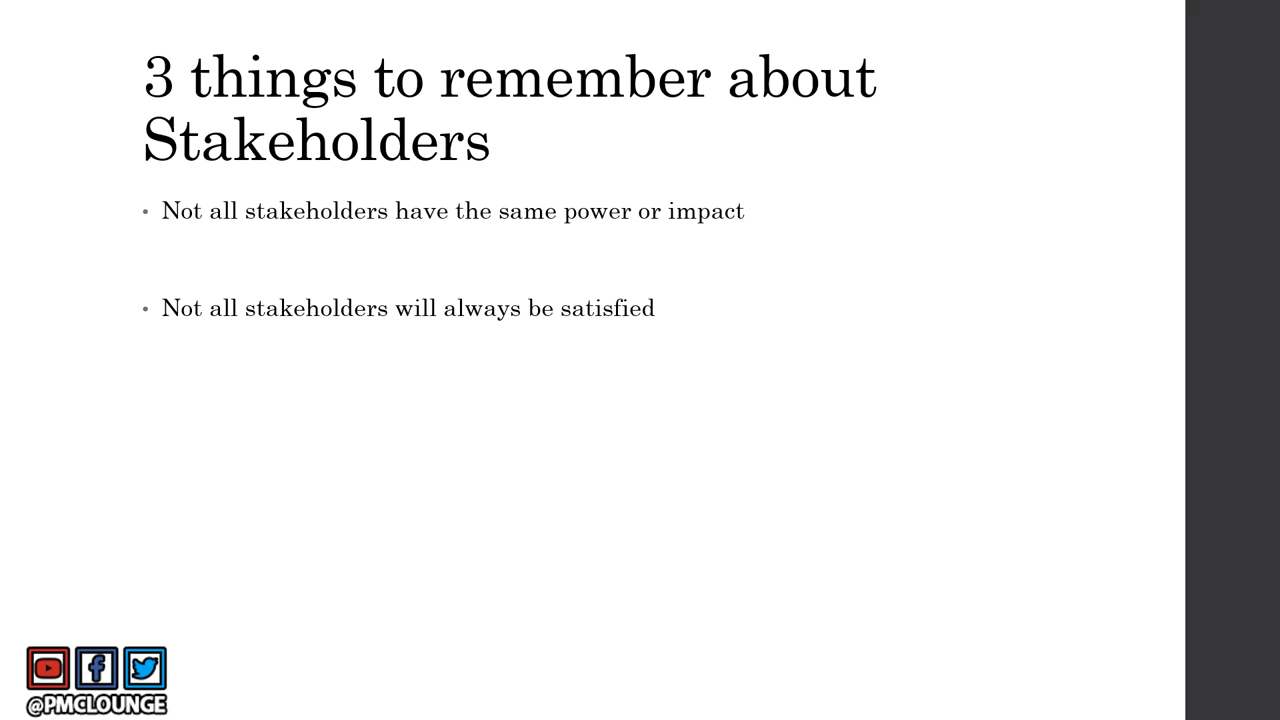 3 things to remember about
Stakeholders
• Not all stakeholders have the same power or impact
• Not all stakeholders will always be satisfied
@PMCLOUNGE